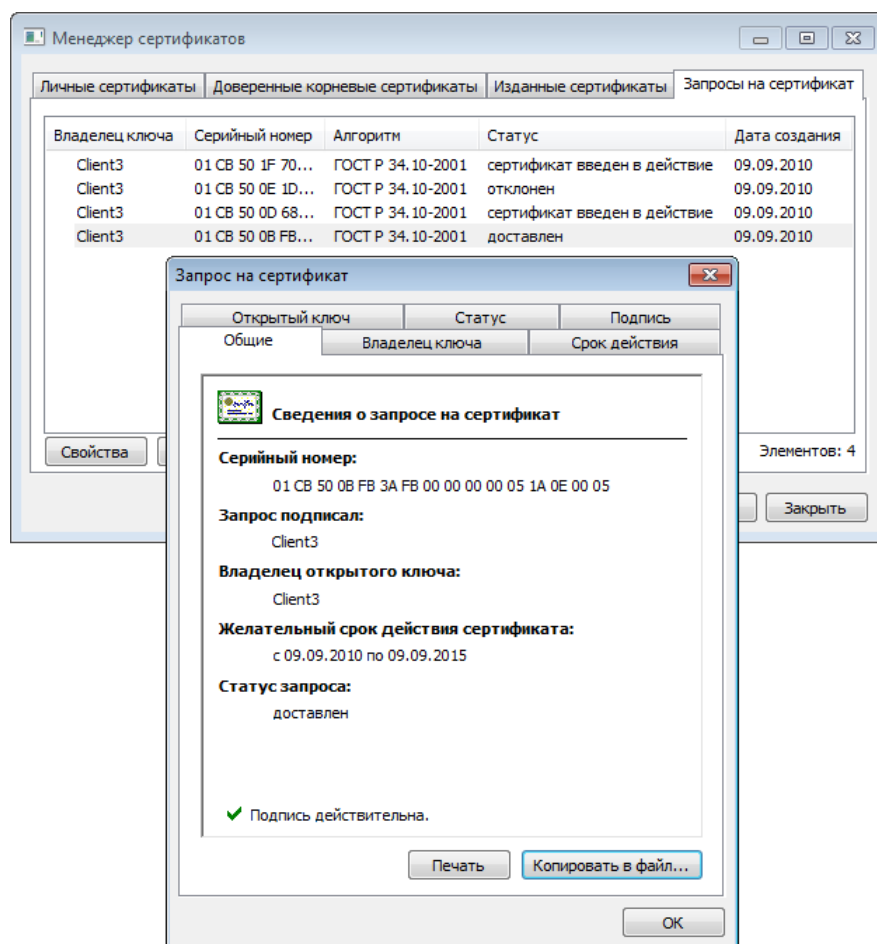 Менеджер сертификатов
Личные сертификаты Доверенные корневые сертификаты Изданные сертификаты Запросы на сертификат
Владелец ключа Серийный номер Алгоритм Статус Дата создания
Client3 01 CB 50 1F 70... ГОСТ Р 34.10-2001 сертификат введен в действие 09.09.2010
Client3 01 CB 50 0E 1D... ГОСТ Р 34.10-2001 отклонен 09.09.2010
Client3 01 CB 50 0D 68... ГОСТ Р 34.10-2001 сертификат введен в действие 09.09.2010
Client3 01 CB 50 0B FB... ГОСТ Р 34.10-2001 доставлен 09.09.2010
Свойства Элементов: 4
Закрыть
Запрос на сертификат
Открытый ключ Статус Подпись
Общие Владелец ключа Срок действия
Сведения о запросе на сертификат
Серийный номер:
01 CB 50 0B FB 3A FB 00 00 00 00 05 1A 0E 00 05
Запрос подписал:
Client3
Владелец открытого ключа:
Client3
Желательный срок действия сертификата:
с 09.09.2010 по 09.09.2015
Статус запроса:
доставлен
Подпись действительна.
Печать Копировать в файл...
ОК